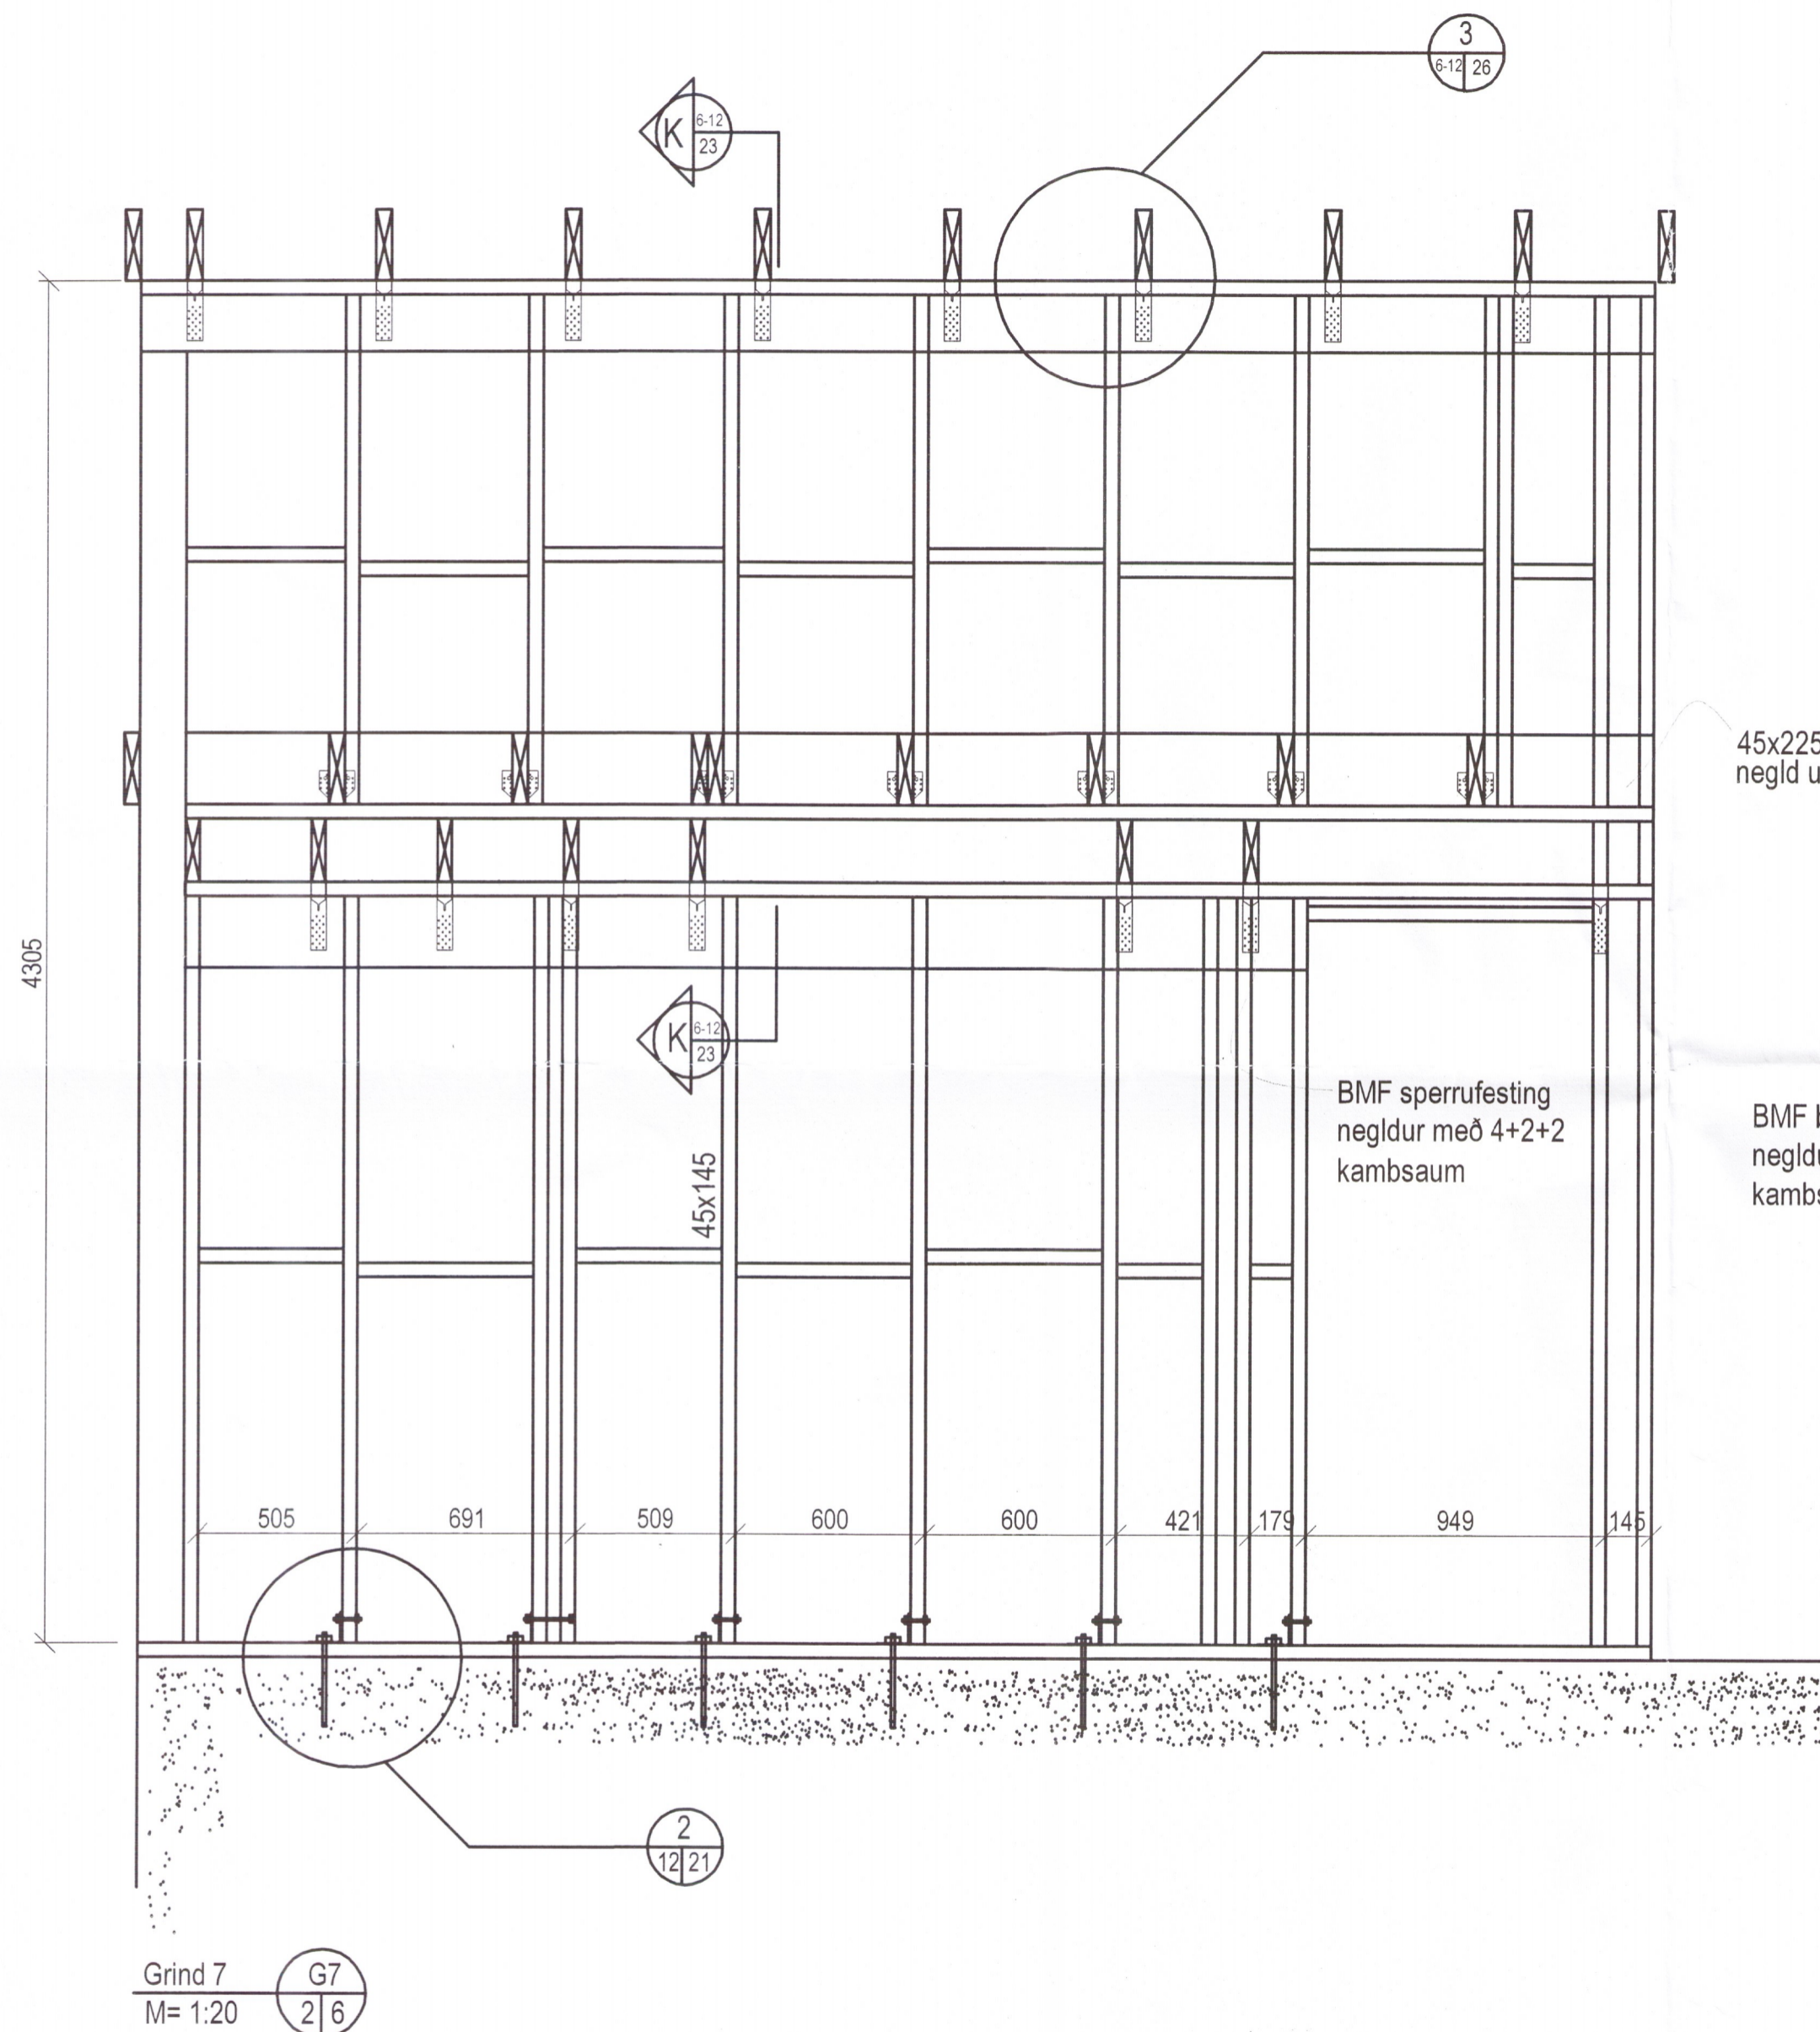 3
6-12 26
K 6-12
23
45x225
negld u
4305
K 6-12
23
BMF sperrufesting
negldur með 4+2+2
kambsaum
BMF
negldu
kambs
45x145
505 691 509 600 600 421 179 949 145
2
12 21
Grind 7 G7
M= 1:20 2 6